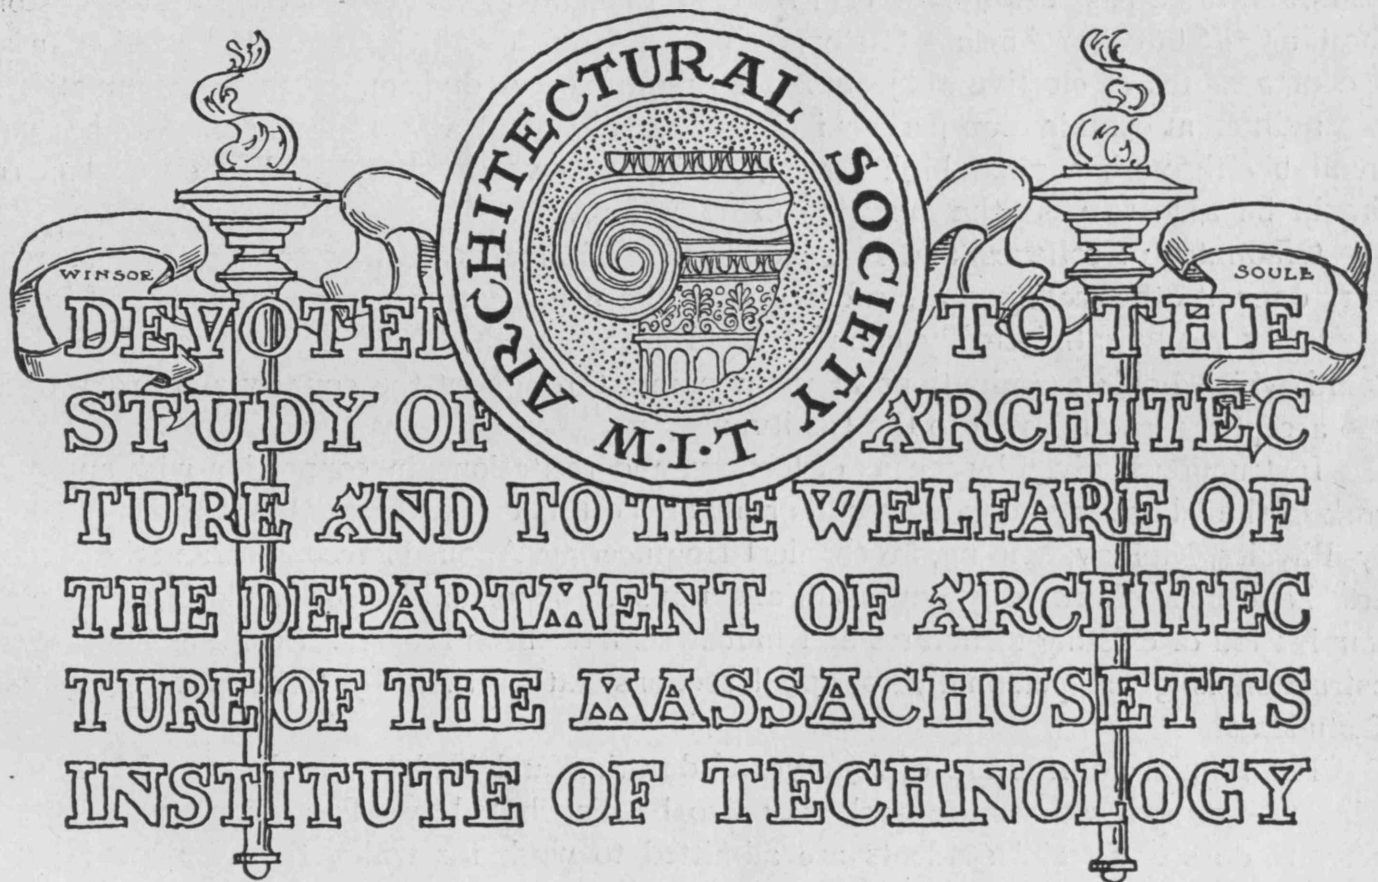 ARCHITECTURAL SOCIETY
M·I·T
WINSOR
SOULE
DEVOTED TO THE
STUDY OF ARCHITEC
TURE AND TO THE WELFARE OF
THE DEPARTMENT OF ARCHITEC
TURE OF THE MASSACHUSETTS
INSTITUTE OF TECHNOLOGY